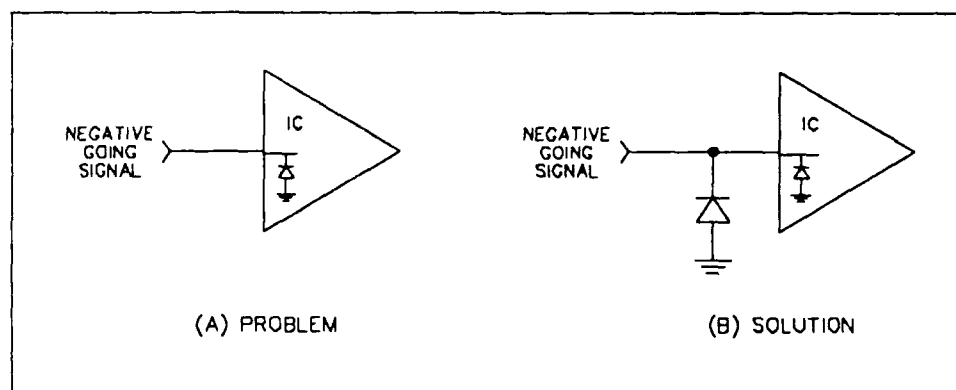 NEGATIVE
GOING
SIGNAL
IC
(A) PROBLEM
NEGATIVE
GOING
SIGNAL
IC
(B) SOLUTION